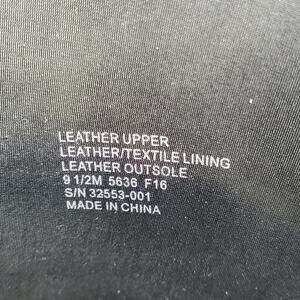 LEATHER UPPER
LEATHER/TEXTILE LINING
LEATHER OUTSOLE
9 1/2M 5636 F16
S/N 32553-001
MADE IN CHINA